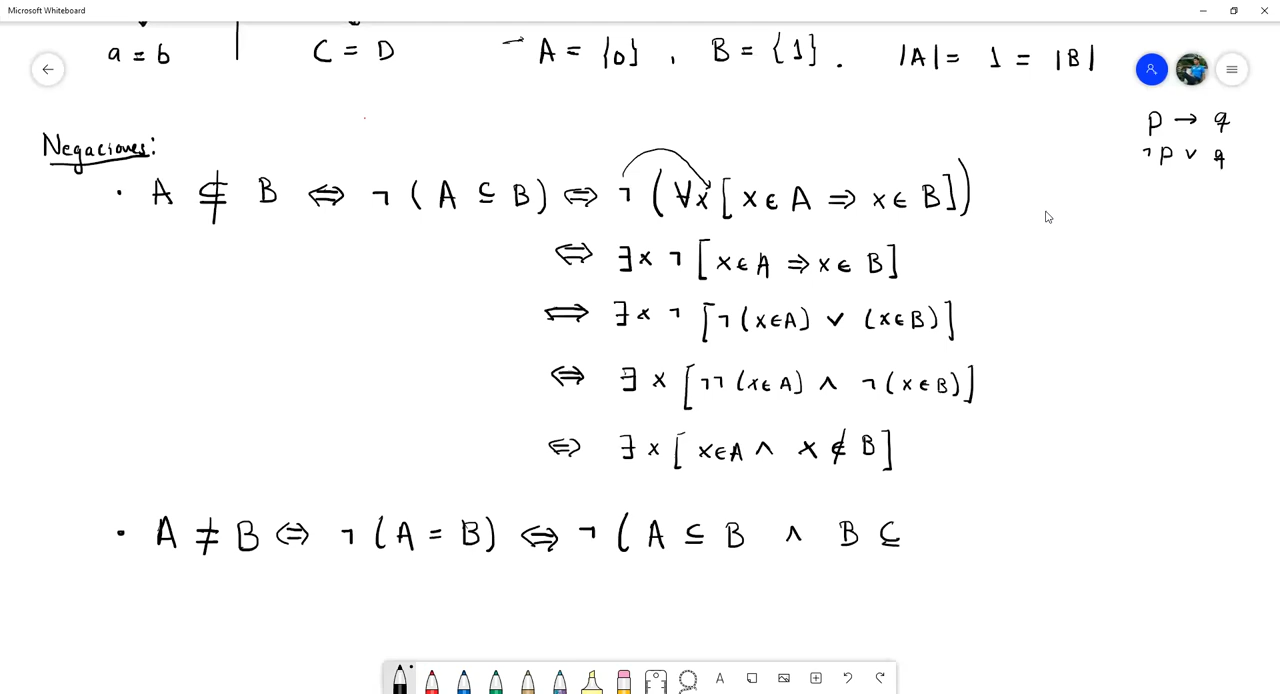 Microsoft Whiteboard
a = b | C = D → A = {0}, B = {1}. |A| = 1 = |B|
p → q
Negaciones: ¬p ∨ q
· A ⊈ B ⇔ ¬(A ⊆ B) ⇔ ¬(∀x[x ∈ A ⇒ x ∈ B])
⇔ ∃x ¬[x ∈ A ⇒ x ∈ B]
⇔ ∃x ¬[¬(x ∈ A) ∨ (x ∈ B)]
⇔ ∃x [¬¬(x ∈ A) ∧ ¬(x ∈ B)]
⇔ ∃x [x ∈ A ∧ x ∉ B]
· A ≠ B ⇔ ¬(A = B) ⇔ ¬(A ⊆ B ∧ B ⊆